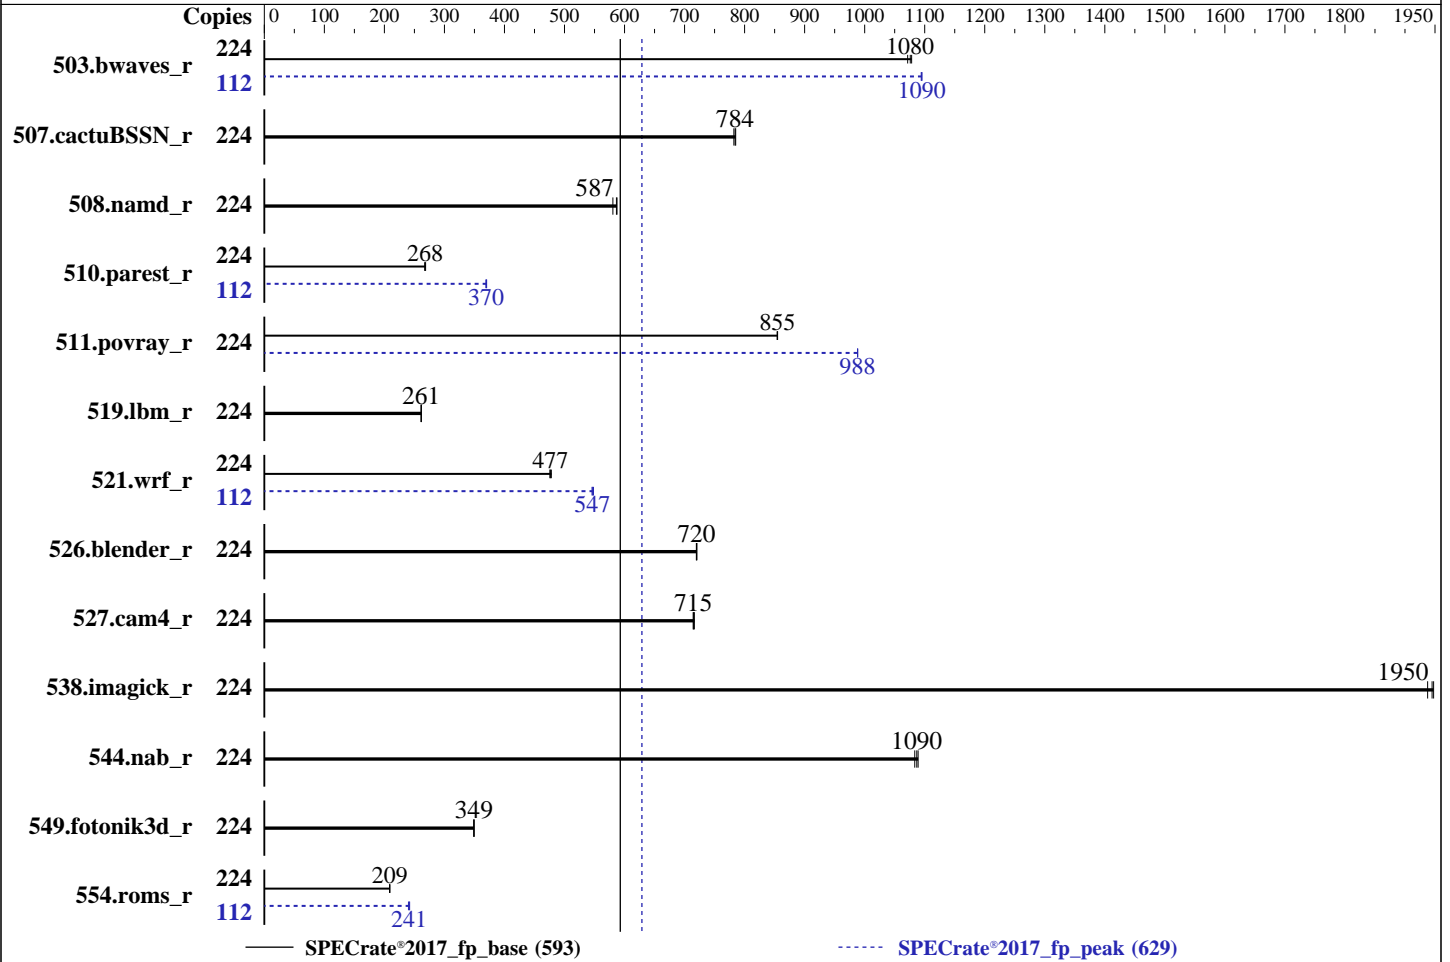 Copies 0 100 200 300 400 500 600 700 800 900 1000 1100 1200 1300 1400 1500 1600 1700 1800 1950
503.bwaves_r 224 1080
112 1090
507.cactuBSSN_r 224 784
508.namd_r 224 587
510.parest_r 224 268
112 370
511.povray_r 224 855
988
519.lbm_r 224 261
521.wrf_r 224 477
112 547
526.blender_r 224 720
527.cam4_r 224 715
538.imagick_r 224 1950
544.nab_r 224 1090
549.fotonik3d_r 224 349
554.roms_r 224 209
112 241
SPECrate®2017_fp_base (593) SPECrate®2017_fp_peak (629)